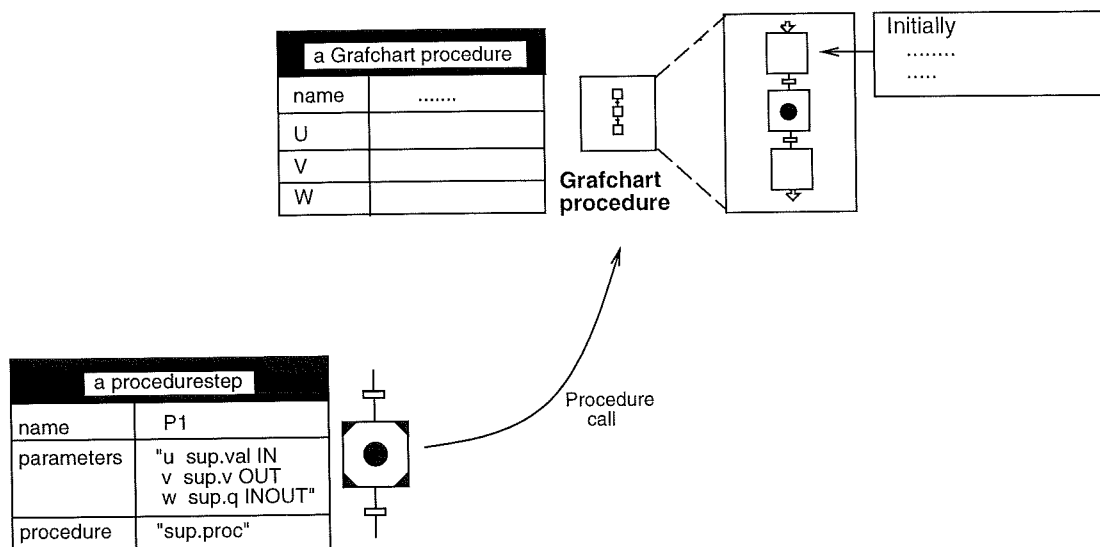 a Grafchart procedure
name .......
U
V
W
Grafchart
procedure
Initially
........
.....
Procedure
call
a procedurestep
name P1
parameters "u sup.val IN
v sup.v OUT
w sup.q INOUT"
procedure "sup.proc"